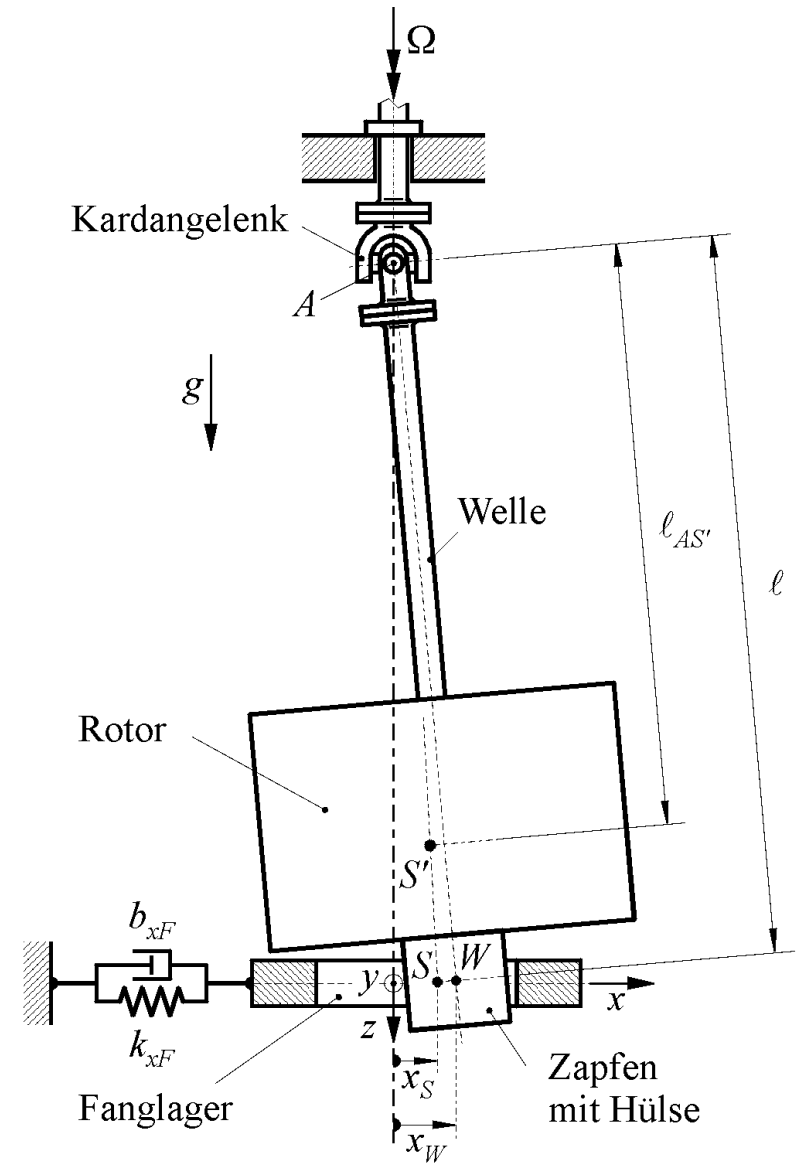 Ω
Kardangelenk
A
g
Welle
ℓ_AS′
ℓ
Rotor
S′
b_xF
S
W
y
x
k_xF
z
x_S
Zapfen
mit Hülse
Fanglager
x_W